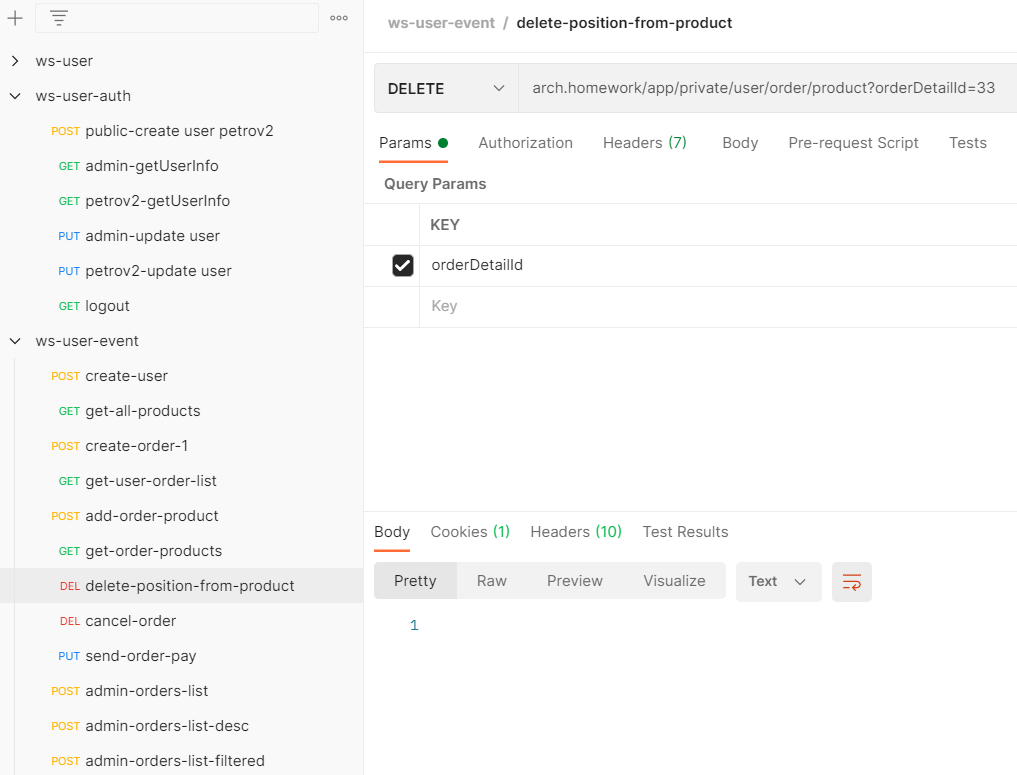 ws-user
ws-user-auth
POST public-create user petrov2
GET admin-getUserInfo
GET petrov2-getUserInfo
PUT admin-update user
PUT petrov2-update user
GET logout
ws-user-event
POST create-user
GET get-all-products
POST create-order-1
GET get-user-order-list
POST add-order-product
GET get-order-products
DEL delete-position-from-product
DEL cancel-order
PUT send-order-pay
POST admin-orders-list
POST admin-orders-list-desc
POST admin-orders-list-filtered
ws-user-event / delete-position-from-product
DELETE arch.homework/app/private/user/order/product?orderDetailId=33
Params Authorization Headers (7) Body Pre-request Script Tests
Query Params
KEY
orderDetailId
Key
Body Cookies (1) Headers (10) Test Results
Pretty Raw Preview Visualize Text
1